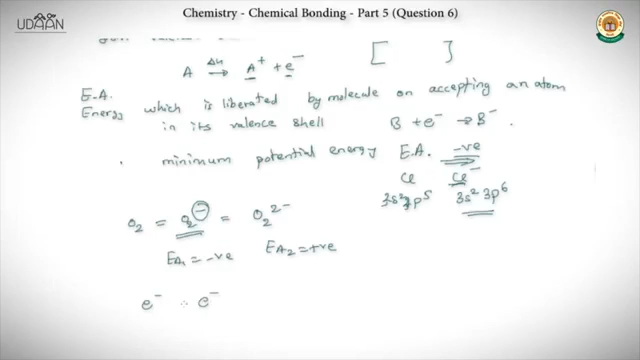 Chemistry - Chemical Bonding - Part 5 (Question 6)
UDAAN
A ΔH→ A⁺ + e⁻ [ ]
E.A.
Energy which is liberated by molecule on accepting an atom
in its valence shell B + e⁻ → B⁻ .
minimum potential energy E.A. -ve
Cl Cl⁻
3s² 3p⁵ 3s² 3p⁶
O₂ = O₂⁻ = O₂²⁻
EA₁ = -ve EA₂ = +ve
e⁻ e⁻